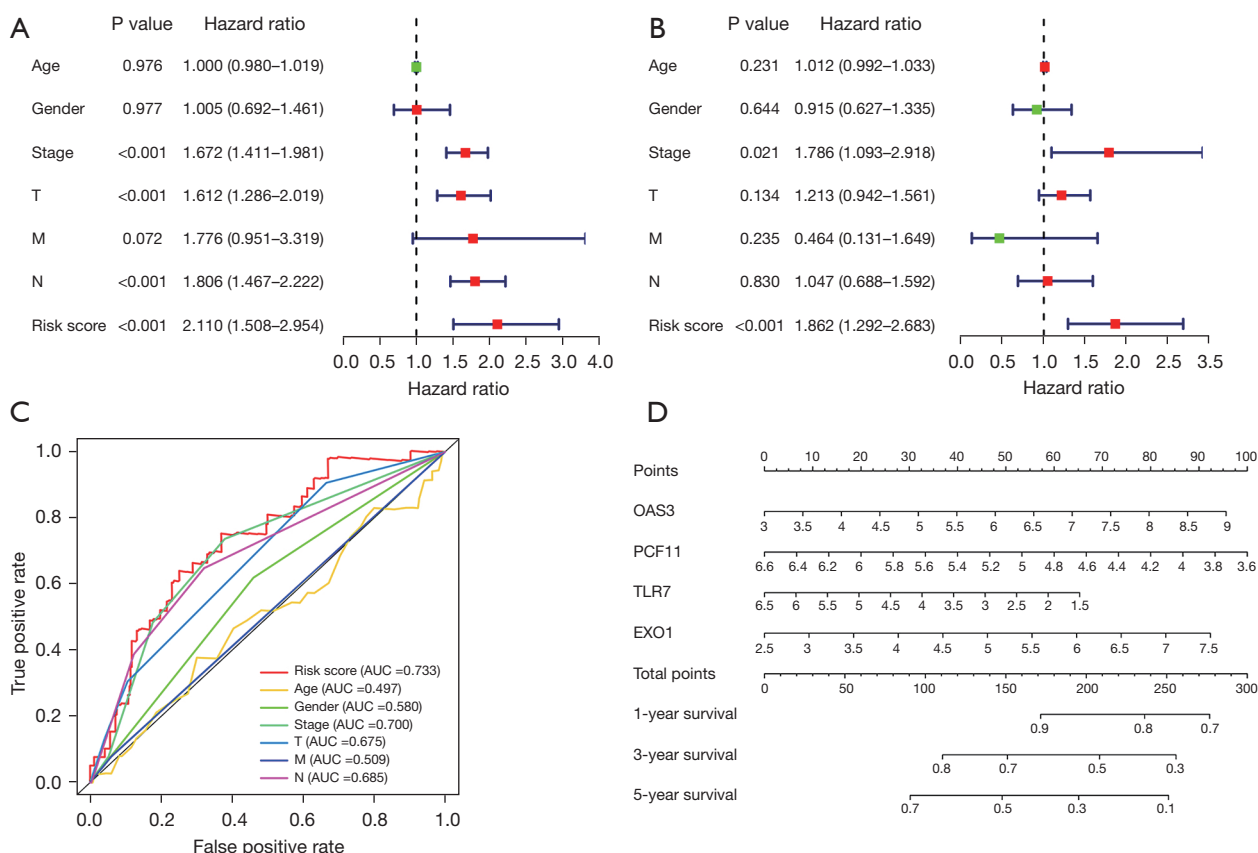 A
P value Hazard ratio
Age 0.976 1.000 (0.980–1.019)
Gender 0.977 1.005 (0.692–1.461)
Stage <0.001 1.672 (1.411–1.981)
T <0.001 1.612 (1.286–2.019)
M 0.072 1.776 (0.951–3.319)
N <0.001 1.806 (1.467–2.222)
Risk score <0.001 2.110 (1.508–2.954)
0.0 0.5 1.0 1.5 2.0 2.5 3.0 3.5 4.0
Hazard ratio
B
P value Hazard ratio
Age 0.231 1.012 (0.992–1.033)
Gender 0.644 0.915 (0.627–1.335)
Stage 0.021 1.786 (1.093–2.918)
T 0.134 1.213 (0.942–1.561)
M 0.235 0.464 (0.131–1.649)
N 0.830 1.047 (0.688–1.592)
Risk score <0.001 1.862 (1.292–2.683)
0.0 0.5 1.0 1.5 2.0 2.5 3.0 3.5
Hazard ratio
C
True positive rate
1.0
0.8
0.6
0.4
0.2
0.0
Risk score (AUC =0.733)
Age (AUC =0.497)
Gender (AUC =0.580)
Stage (AUC =0.700)
T (AUC =0.675)
M (AUC =0.509)
N (AUC =0.685)
0.0 0.2 0.4 0.6 0.8 1.0
False positive rate
D
Points 0 10 20 30 40 50 60 70 80 90 100
OAS3 3 3.5 4 4.5 5 5.5 6 6.5 7 7.5 8 8.5 9
PCF11 6.6 6.4 6.2 6 5.8 5.6 5.4 5.2 5 4.8 4.6 4.4 4.2 4 3.8 3.6
TLR7 6.5 6 5.5 5 4.5 4 3.5 3 2.5 2 1.5
EXO1 2.5 3 3.5 4 4.5 5 5.5 6 6.5 7 7.5
Total points 0 50 100 150 200 250 300
1-year survival 0.9 0.8 0.7
3-year survival 0.8 0.7 0.5 0.3
5-year survival 0.7 0.5 0.3 0.1